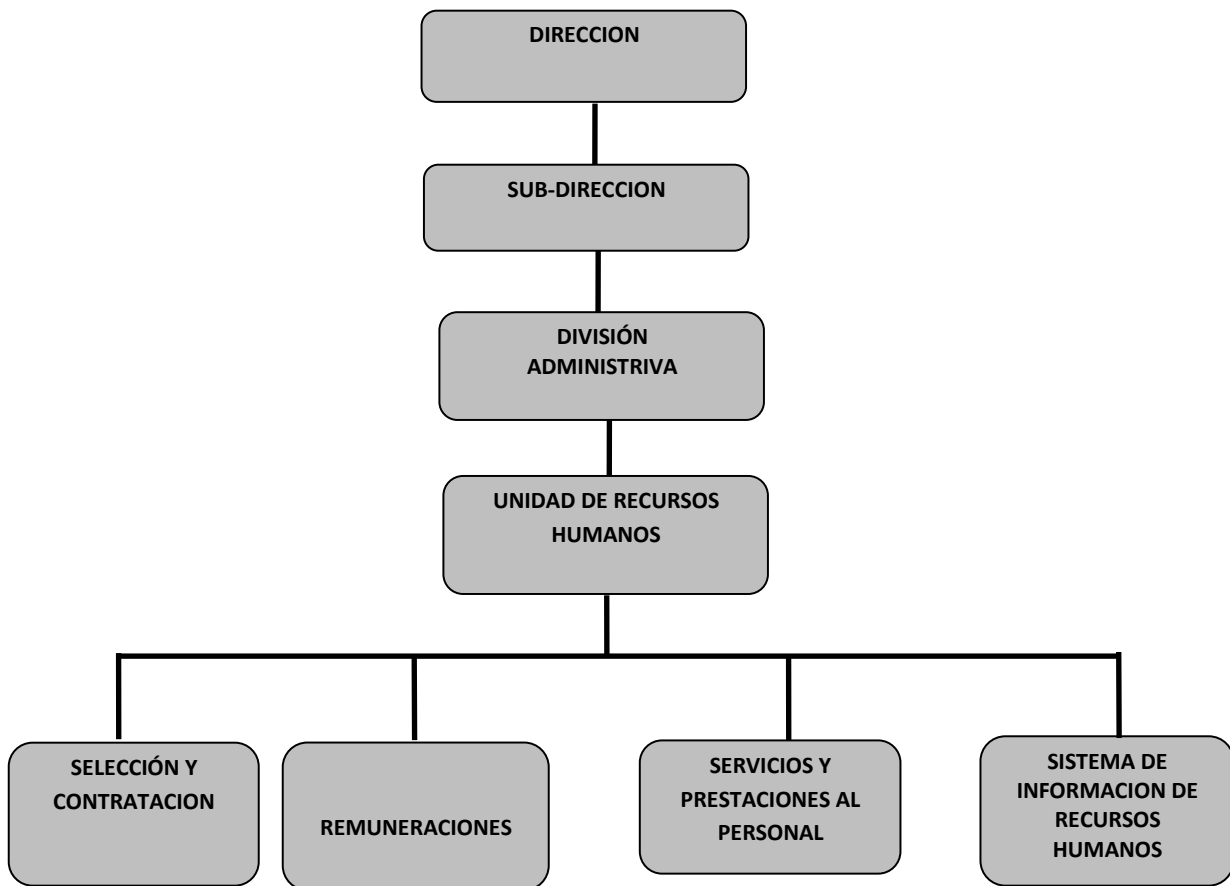 DIRECCION
SUB-DIRECCION
DIVISIÓN
ADMINISTRIVA
UNIDAD DE RECURSOS
HUMANOS
SELECCIÓN Y
CONTRATACION
REMUNERACIONES
SERVICIOS Y
PRESTACIONES AL
PERSONAL
SISTEMA DE
INFORMACION DE
RECURSOS
HUMANOS